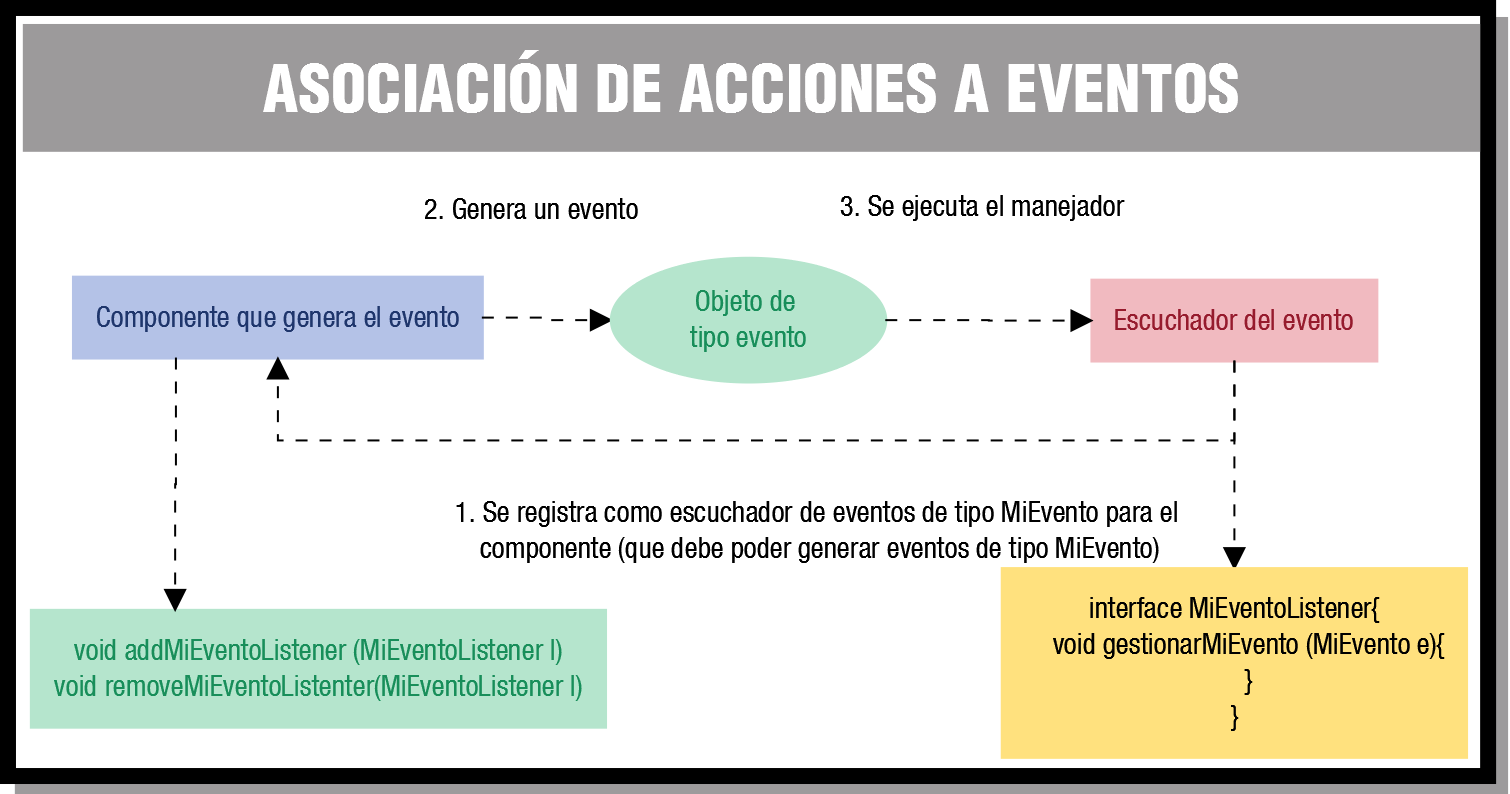 ASOCIACIÓN DE ACCIONES A EVENTOS
2. Genera un evento
3. Se ejecuta el manejador
Componente que genera el evento
Objeto de
tipo evento
Escuchador del evento
1. Se registra como escuchador de eventos de tipo MiEvento para el
componente (que debe poder generar eventos de tipo MiEvento)
void addMiEventoListener (MiEventoListener l)
void removeMiEventoListenter(MiEventoListener l)
interface MiEventoListener{
void gestionarMiEvento (MiEvento e){
}
}